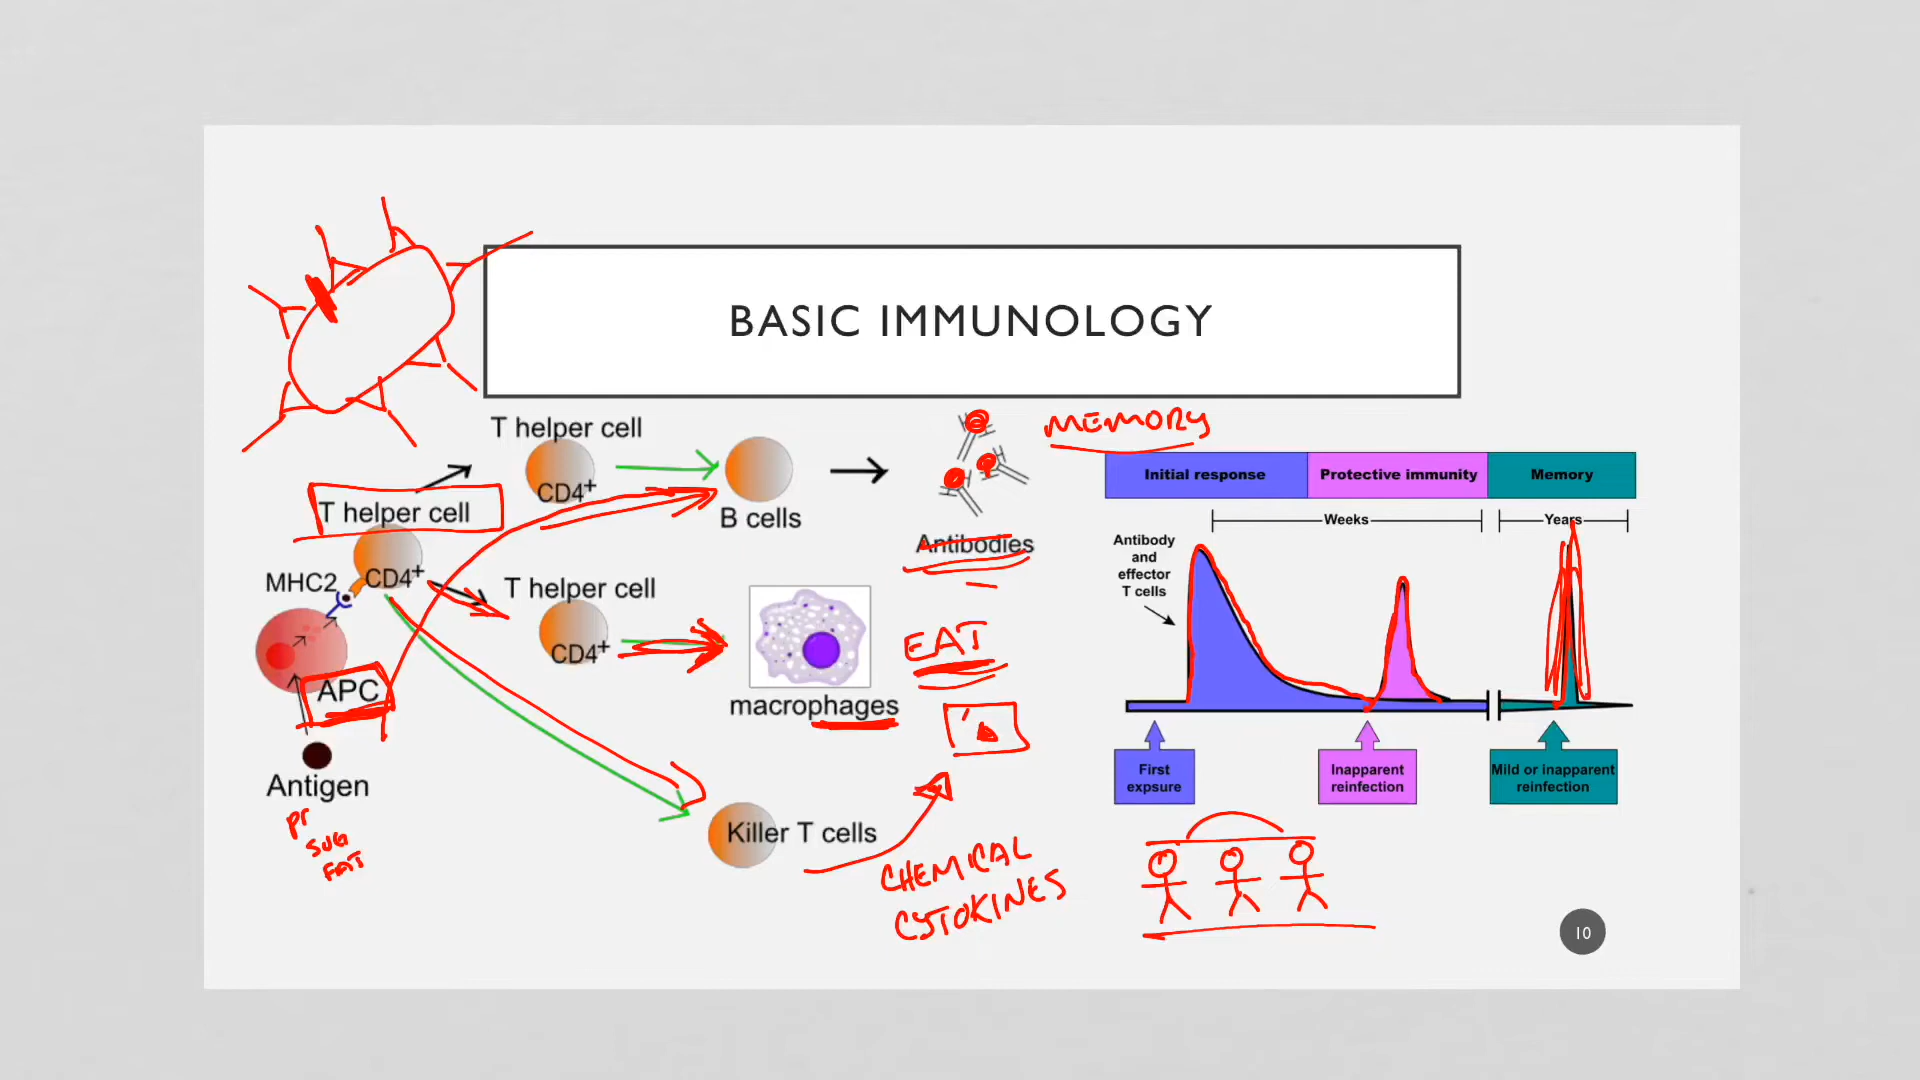 BASIC IMMUNOLOGY
T helper cell
CD4+
B cells
Antibodies
T helper cell
CD4+
MHC2
APC
Antigen
pr
SUG
FAT
T helper cell
CD4+
macrophages
EAT
Killer T cells
CHEMICAL
CYTOKINES
MEMORY
Initial response
Protective immunity
Memory
Weeks
Years
Antibody
and
effector
T cells
First
expsure
Inapparent
reinfection
Mild or inapparent
reinfection
10